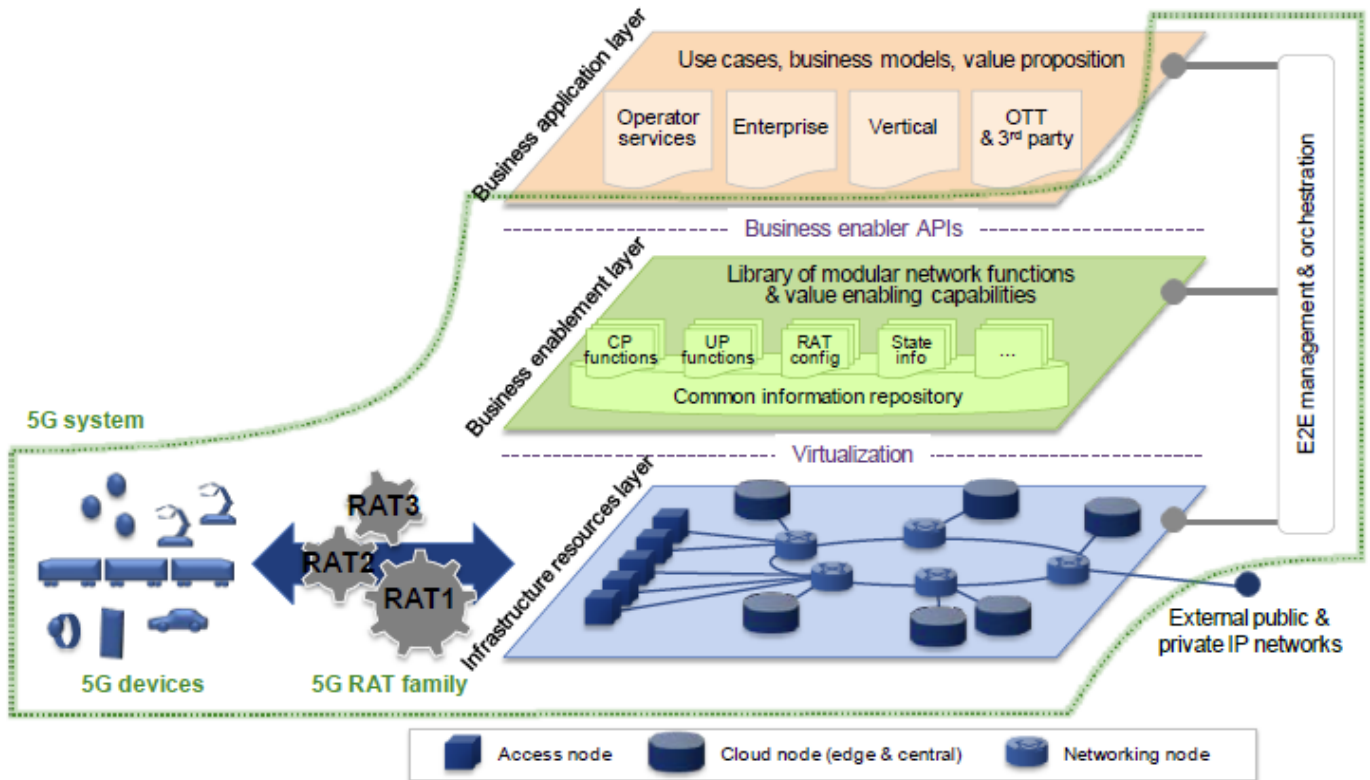 Business application layer
Use cases, business models, value proposition
Operator
services
Enterprise
Vertical
OTT
& 3rd party
Business enabler APIs
Business enablement layer
Library of modular network functions
& value enabling capabilities
CP
functions
UP
functions
RAT
config
State
info
...
Common information repository
Virtualization
E2E management & orchestration
5G system
RAT3
RAT2
RAT1
5G devices
5G RAT family
Infrastructure resources layer
External public &
private IP networks
Access node
Cloud node (edge & central)
Networking node